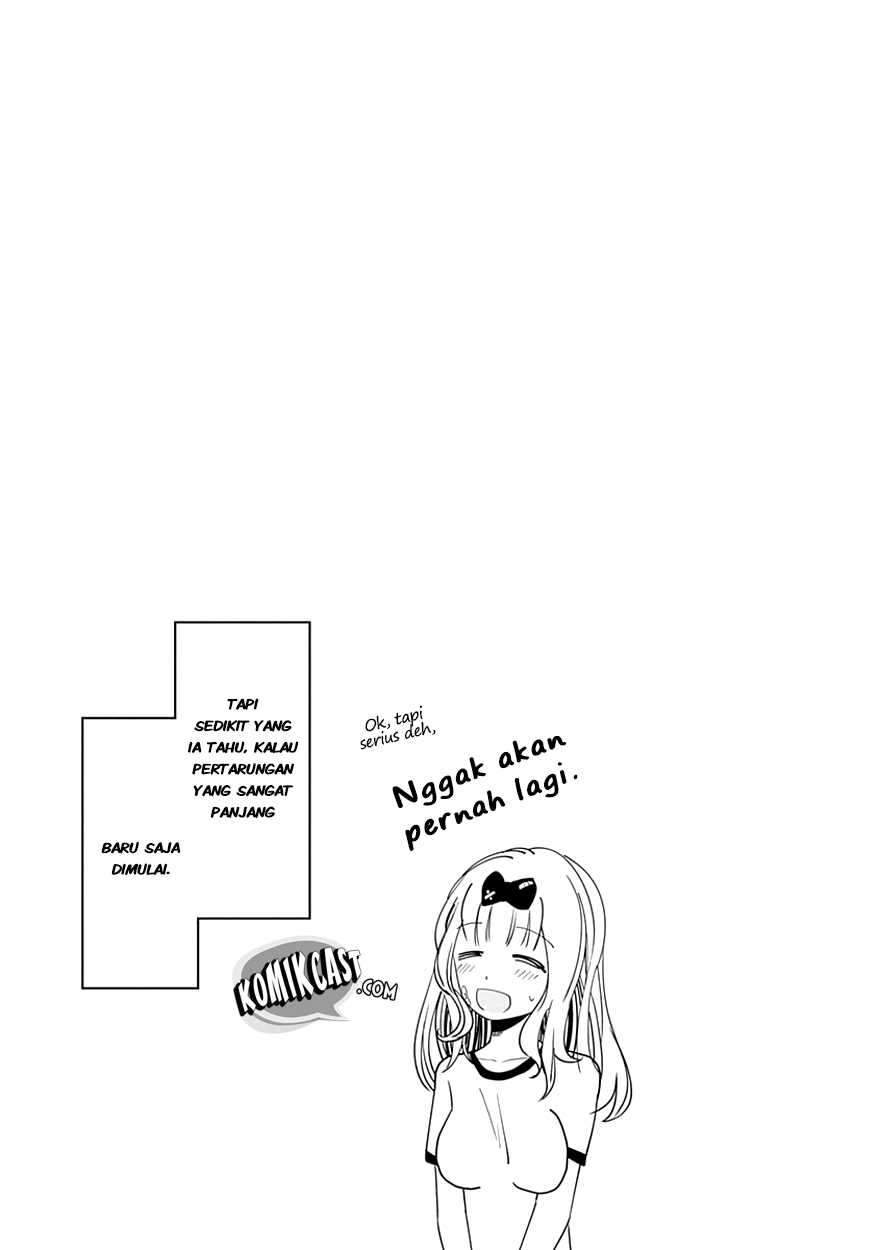 TAPI
SEDIKIT YANG
IA TAHU, KALAU
PERTARUNGAN
YANG SANGAT
PANJANG
BARU SAJA
DIMULAI.
Ok, tapi
serius deh,
Nggak akan
pernah lagi.
KOMIKCAST
.COM